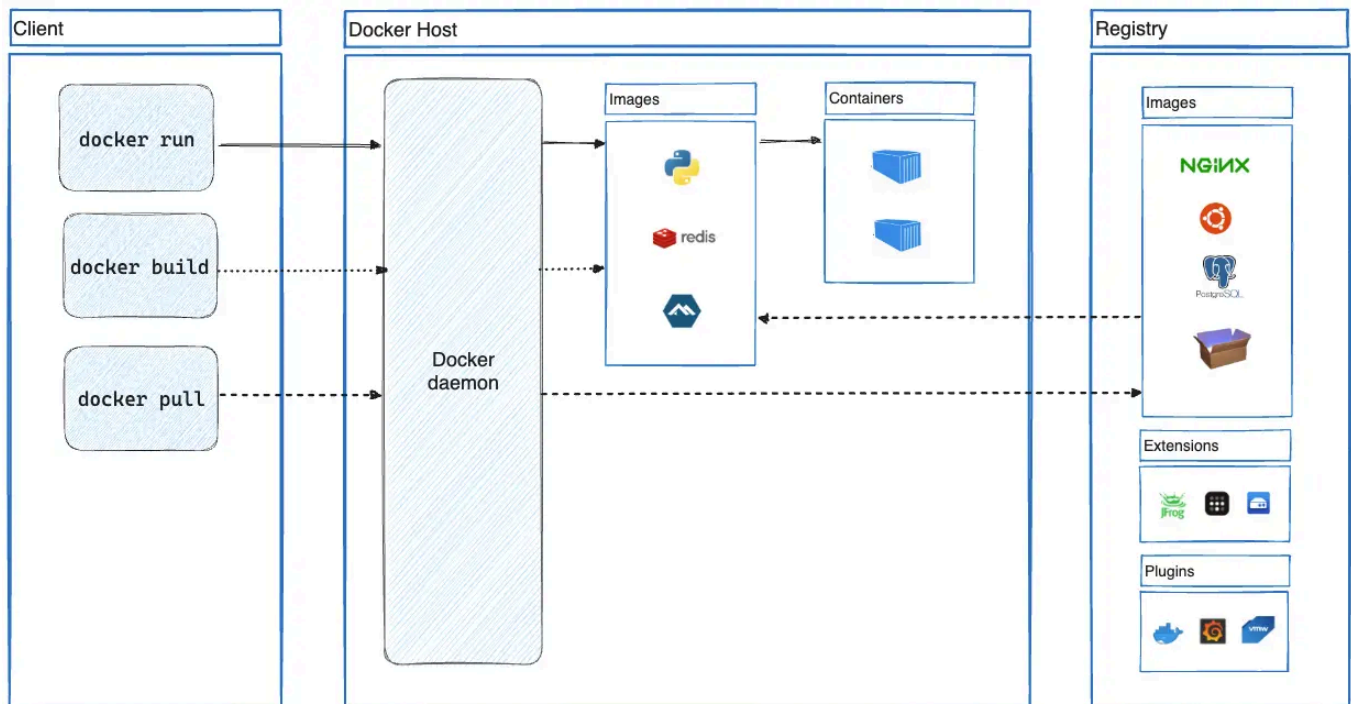 Client
docker run
docker build
docker pull
Docker Host
Docker
daemon
Images
redis
Containers
Registry
Images
NGiNX
PostgreSQL
Extensions
JFrog
Plugins
vmw